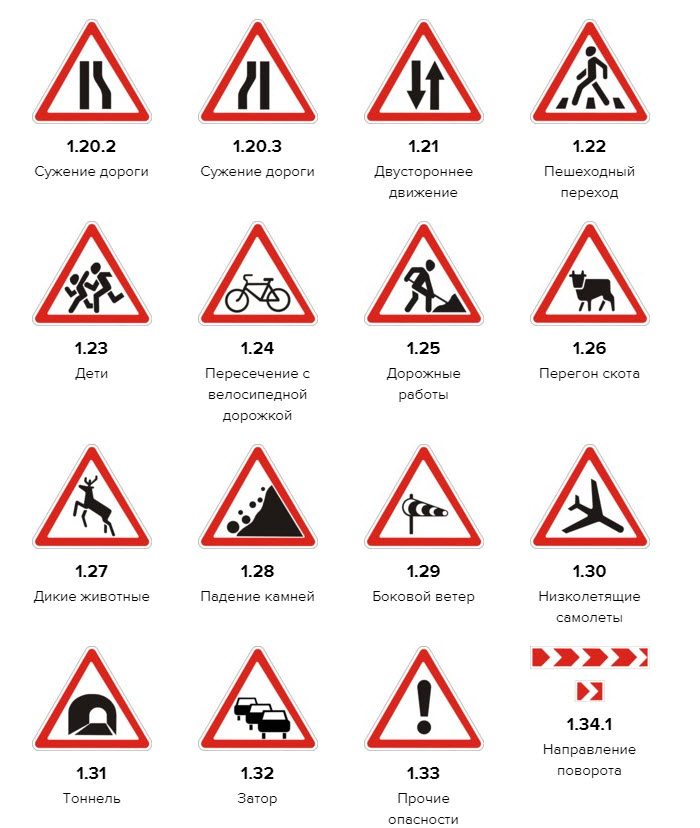 1.20.2
Сужение дороги
1.20.3
Сужение дороги
1.21
Двустороннее
движение
1.22
Пешеходный
переход
1.23
Дети
1.24
Пересечение с
велосипедной
дорожкой
1.25
Дорожные
работы
1.26
Перегон скота
1.27
Дикие животные
1.28
Падение камней
1.29
Боковой ветер
1.30
Низколетящие
самолеты
1.31
Тоннель
1.32
Затор
1.33
Прочие
опасности
1.34.1
Направление
поворота